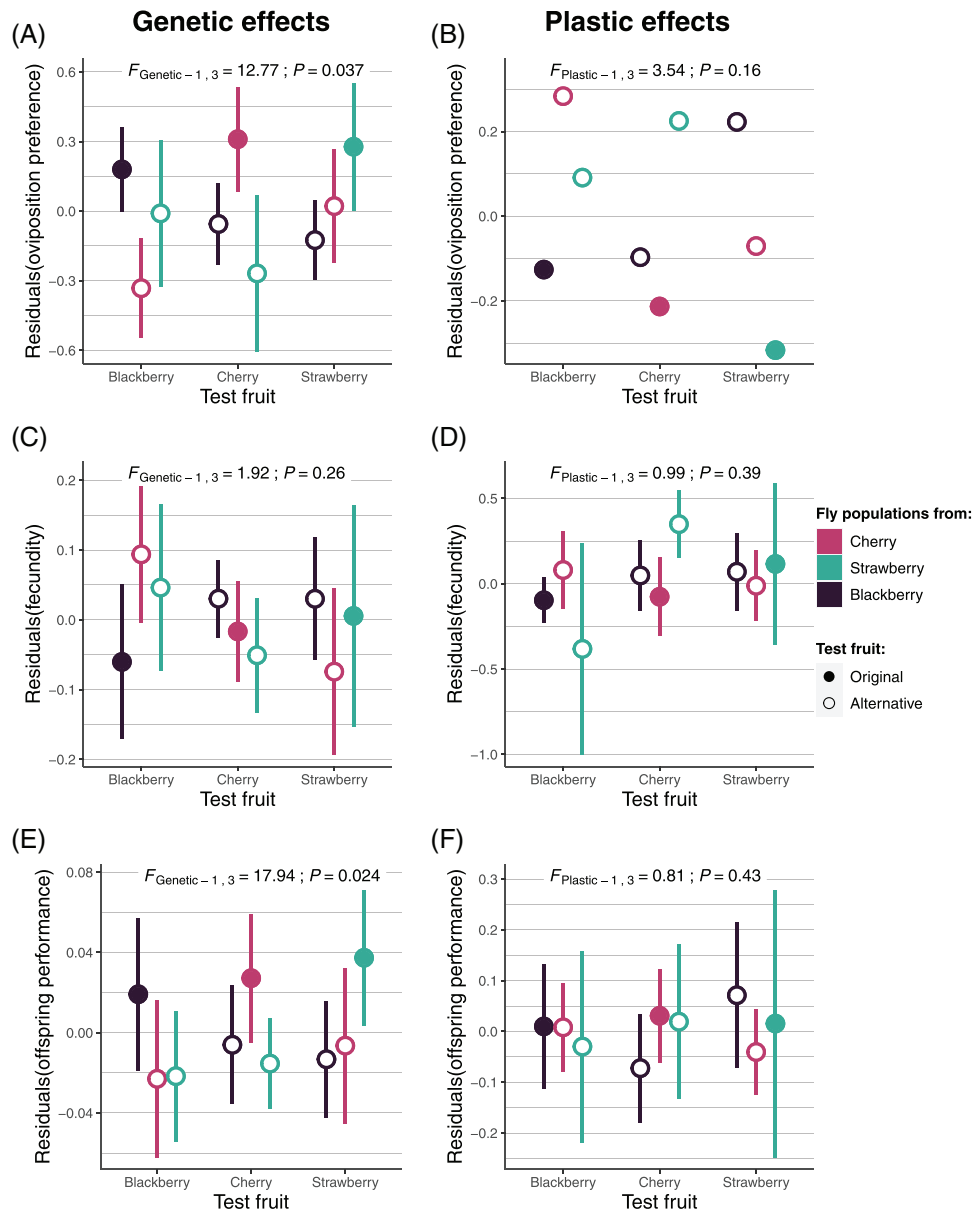 Genetic effects
Plastic effects
(A)
F Genetic − 1 , 3 = 12.77 ; P = 0.037
Residuals(oviposition preference)
0.6
0.3
0.0
−0.3
−0.6
Blackberry Cherry Strawberry
Test fruit
(B)
F Plastic − 1 , 3 = 3.54 ; P = 0.16
Residuals(oviposition preference)
0.2
0.0
−0.2
Blackberry Cherry Strawberry
Test fruit
(C)
F Genetic − 1 , 3 = 1.92 ; P = 0.26
Residuals(fecundity)
0.2
0.1
0.0
−0.1
−0.2
Blackberry Cherry Strawberry
Test fruit
(D)
F Plastic − 1 , 3 = 0.99 ; P = 0.39
Residuals(fecundity)
0.5
0.0
−0.5
−1.0
Blackberry Cherry Strawberry
Test fruit
Fly populations from:
Cherry
Strawberry
Blackberry
Test fruit:
Original
Alternative
(E)
F Genetic − 1 , 3 = 17.94 ; P = 0.024
Residuals(offspring performance)
0.08
0.04
0.00
−0.04
Blackberry Cherry Strawberry
Test fruit
(F)
F Plastic − 1 , 3 = 0.81 ; P = 0.43
Residuals(offspring performance)
0.3
0.2
0.1
0.0
−0.1
−0.2
Blackberry Cherry Strawberry
Test fruit